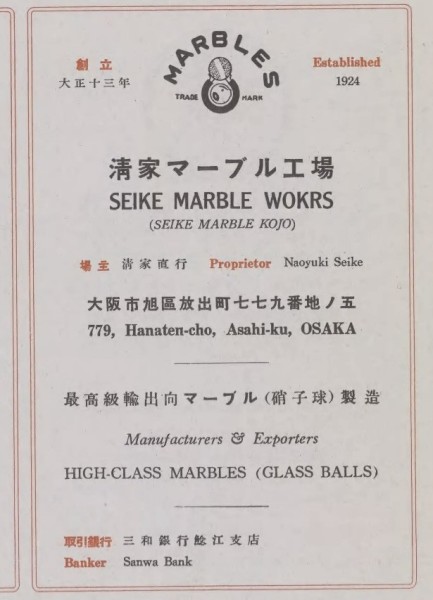 MARBLES
TRADE MARK
創立
大正十三年
Established
1924
清家マーブル工場
SEIKE MARBLE WOKRS
(SEIKE MARBLE KOJO)
場主 清家直行 Proprietor Naoyuki Seike
大阪市旭區放出町七七九番地ノ五
779, Hanaten-cho, Asahi-ku, OSAKA
最高級輸出向マーブル(硝子球)製造
Manufacturers & Exporters
HIGH-CLASS MARBLES (GLASS BALLS)
取引銀行 三和銀行鯰江支店
Banker Sanwa Bank